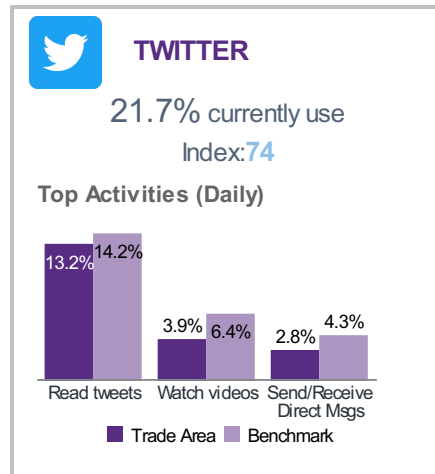 TWITTER
21.7% currently use
Index:74
Top Activities (Daily)
13.2% 14.2%
3.9% 6.4%
2.8% 4.3%
Read tweets Watch videos Send/Receive
Direct Msgs
Trade Area Benchmark